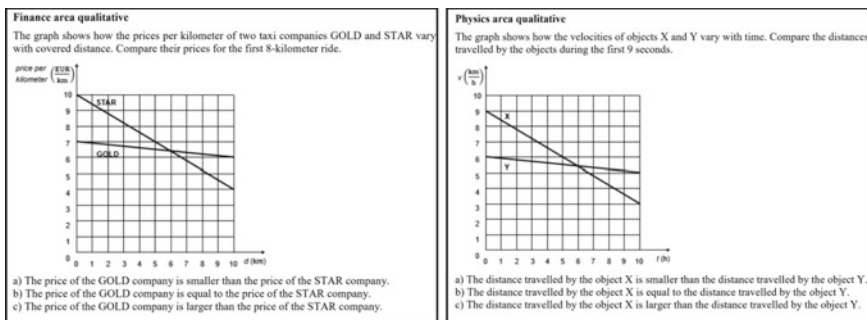 Finance area qualitative
The graph shows how the prices per kilometer of two taxi companies GOLD and STAR vary
with covered distance. Compare their prices for the first 8-kilometer ride.
price per kilometer (EUR/km)
10
STAR
9
8
7
GOLD
6
5
4
3
2
1
0
0 1 2 3 4 5 6 7 8 9 10 d (km)
a) The price of the GOLD company is smaller than the price of the STAR company.
b) The price of the GOLD company is equal to the price of the STAR company.
c) The price of the GOLD company is larger than the price of the STAR company.
Physics area qualitative
The graph shows how the velocities of objects X and Y vary with time. Compare the distances
travelled by the objects during the first 9 seconds.
v (km/h)
10
9
X
8
7
6
Y
5
4
3
2
1
0
0 1 2 3 4 5 6 7 8 9 10 t (h)
a) The distance travelled by the object X is smaller than the distance travelled by the object Y.
b) The distance travelled by the object X is equal to the distance travelled by the object Y.
c) The distance travelled by the object X is larger than the distance travelled by the object Y.